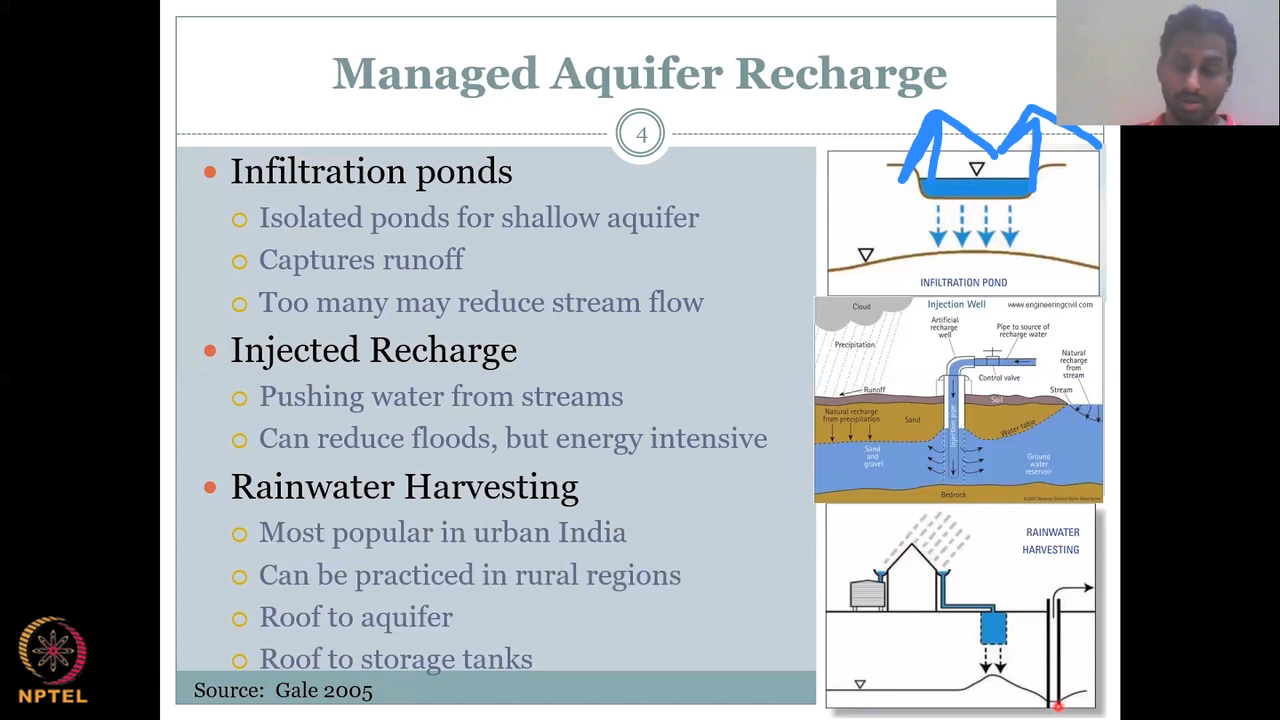 Managed Aquifer Recharge
4
Infiltration ponds
Isolated ponds for shallow aquifer
Captures runoff
Too many may reduce stream flow
Injected Recharge
Pushing water from streams
Can reduce floods, but energy intensive
Rainwater Harvesting
Most popular in urban India
Can be practiced in rural regions
Roof to aquifer
Roof to storage tanks
Source: Gale 2005
INFILTRATION POND
Cloud
Injection Well
www.engineeringcivil.com
Artificial
recharge
well
Pipe to source of
recharge water
Precipitation
Natural
recharge
from
stream
Control valve
Runoff
Stream
Soil
Natural recharge
from precipitation
Sand
Injection pipe
Water table
Sand
and
gravel
Ground
water
reservoir
Bedrock
RAINWATER
HARVESTING
NPTEL